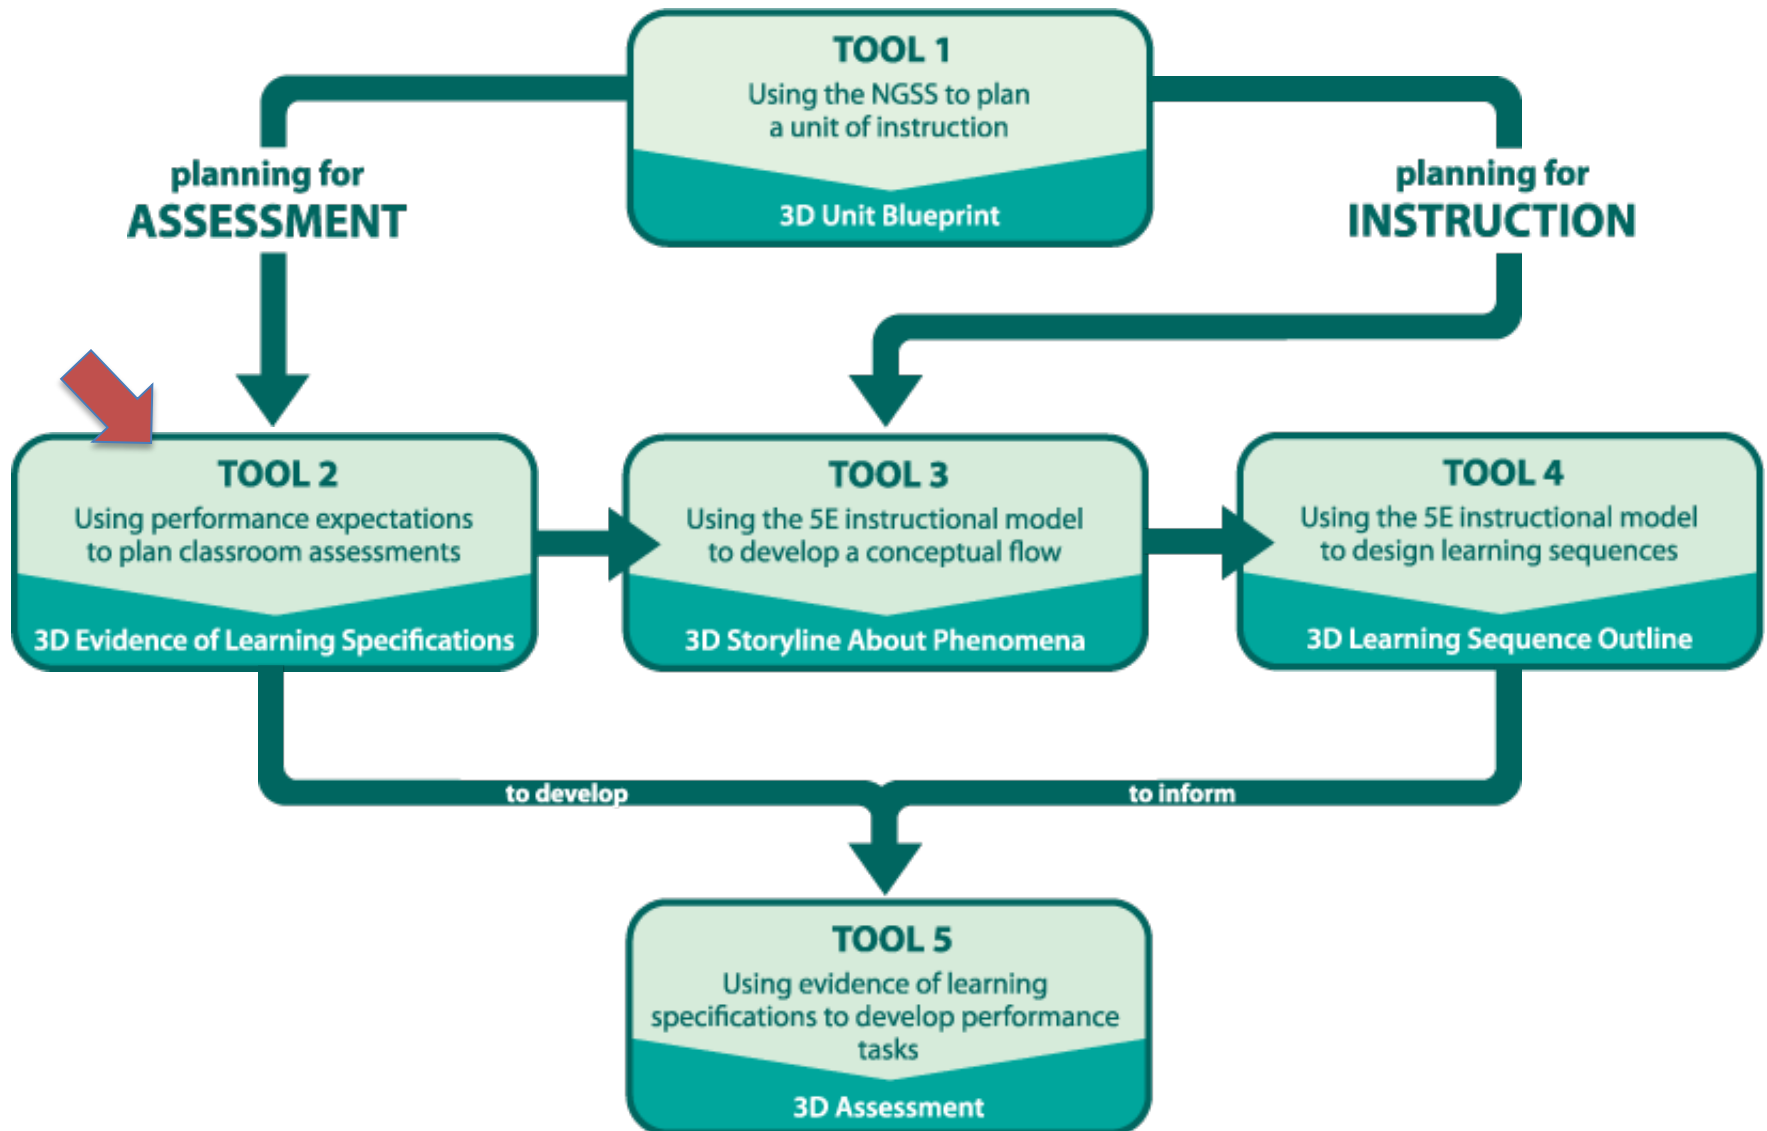 TOOL 1
Using the NGSS to plan
a unit of instruction
3D Unit Blueprint
planning for
ASSESSMENT
planning for
INSTRUCTION
TOOL 2
Using performance expectations
to plan classroom assessments
3D Evidence of Learning Specifications
TOOL 3
Using the 5E instructional model
to develop a conceptual flow
3D Storyline About Phenomena
TOOL 4
Using the 5E instructional model
to design learning sequences
3D Learning Sequence Outline
to develop
to inform
TOOL 5
Using evidence of learning
specifications to develop performance
tasks
3D Assessment